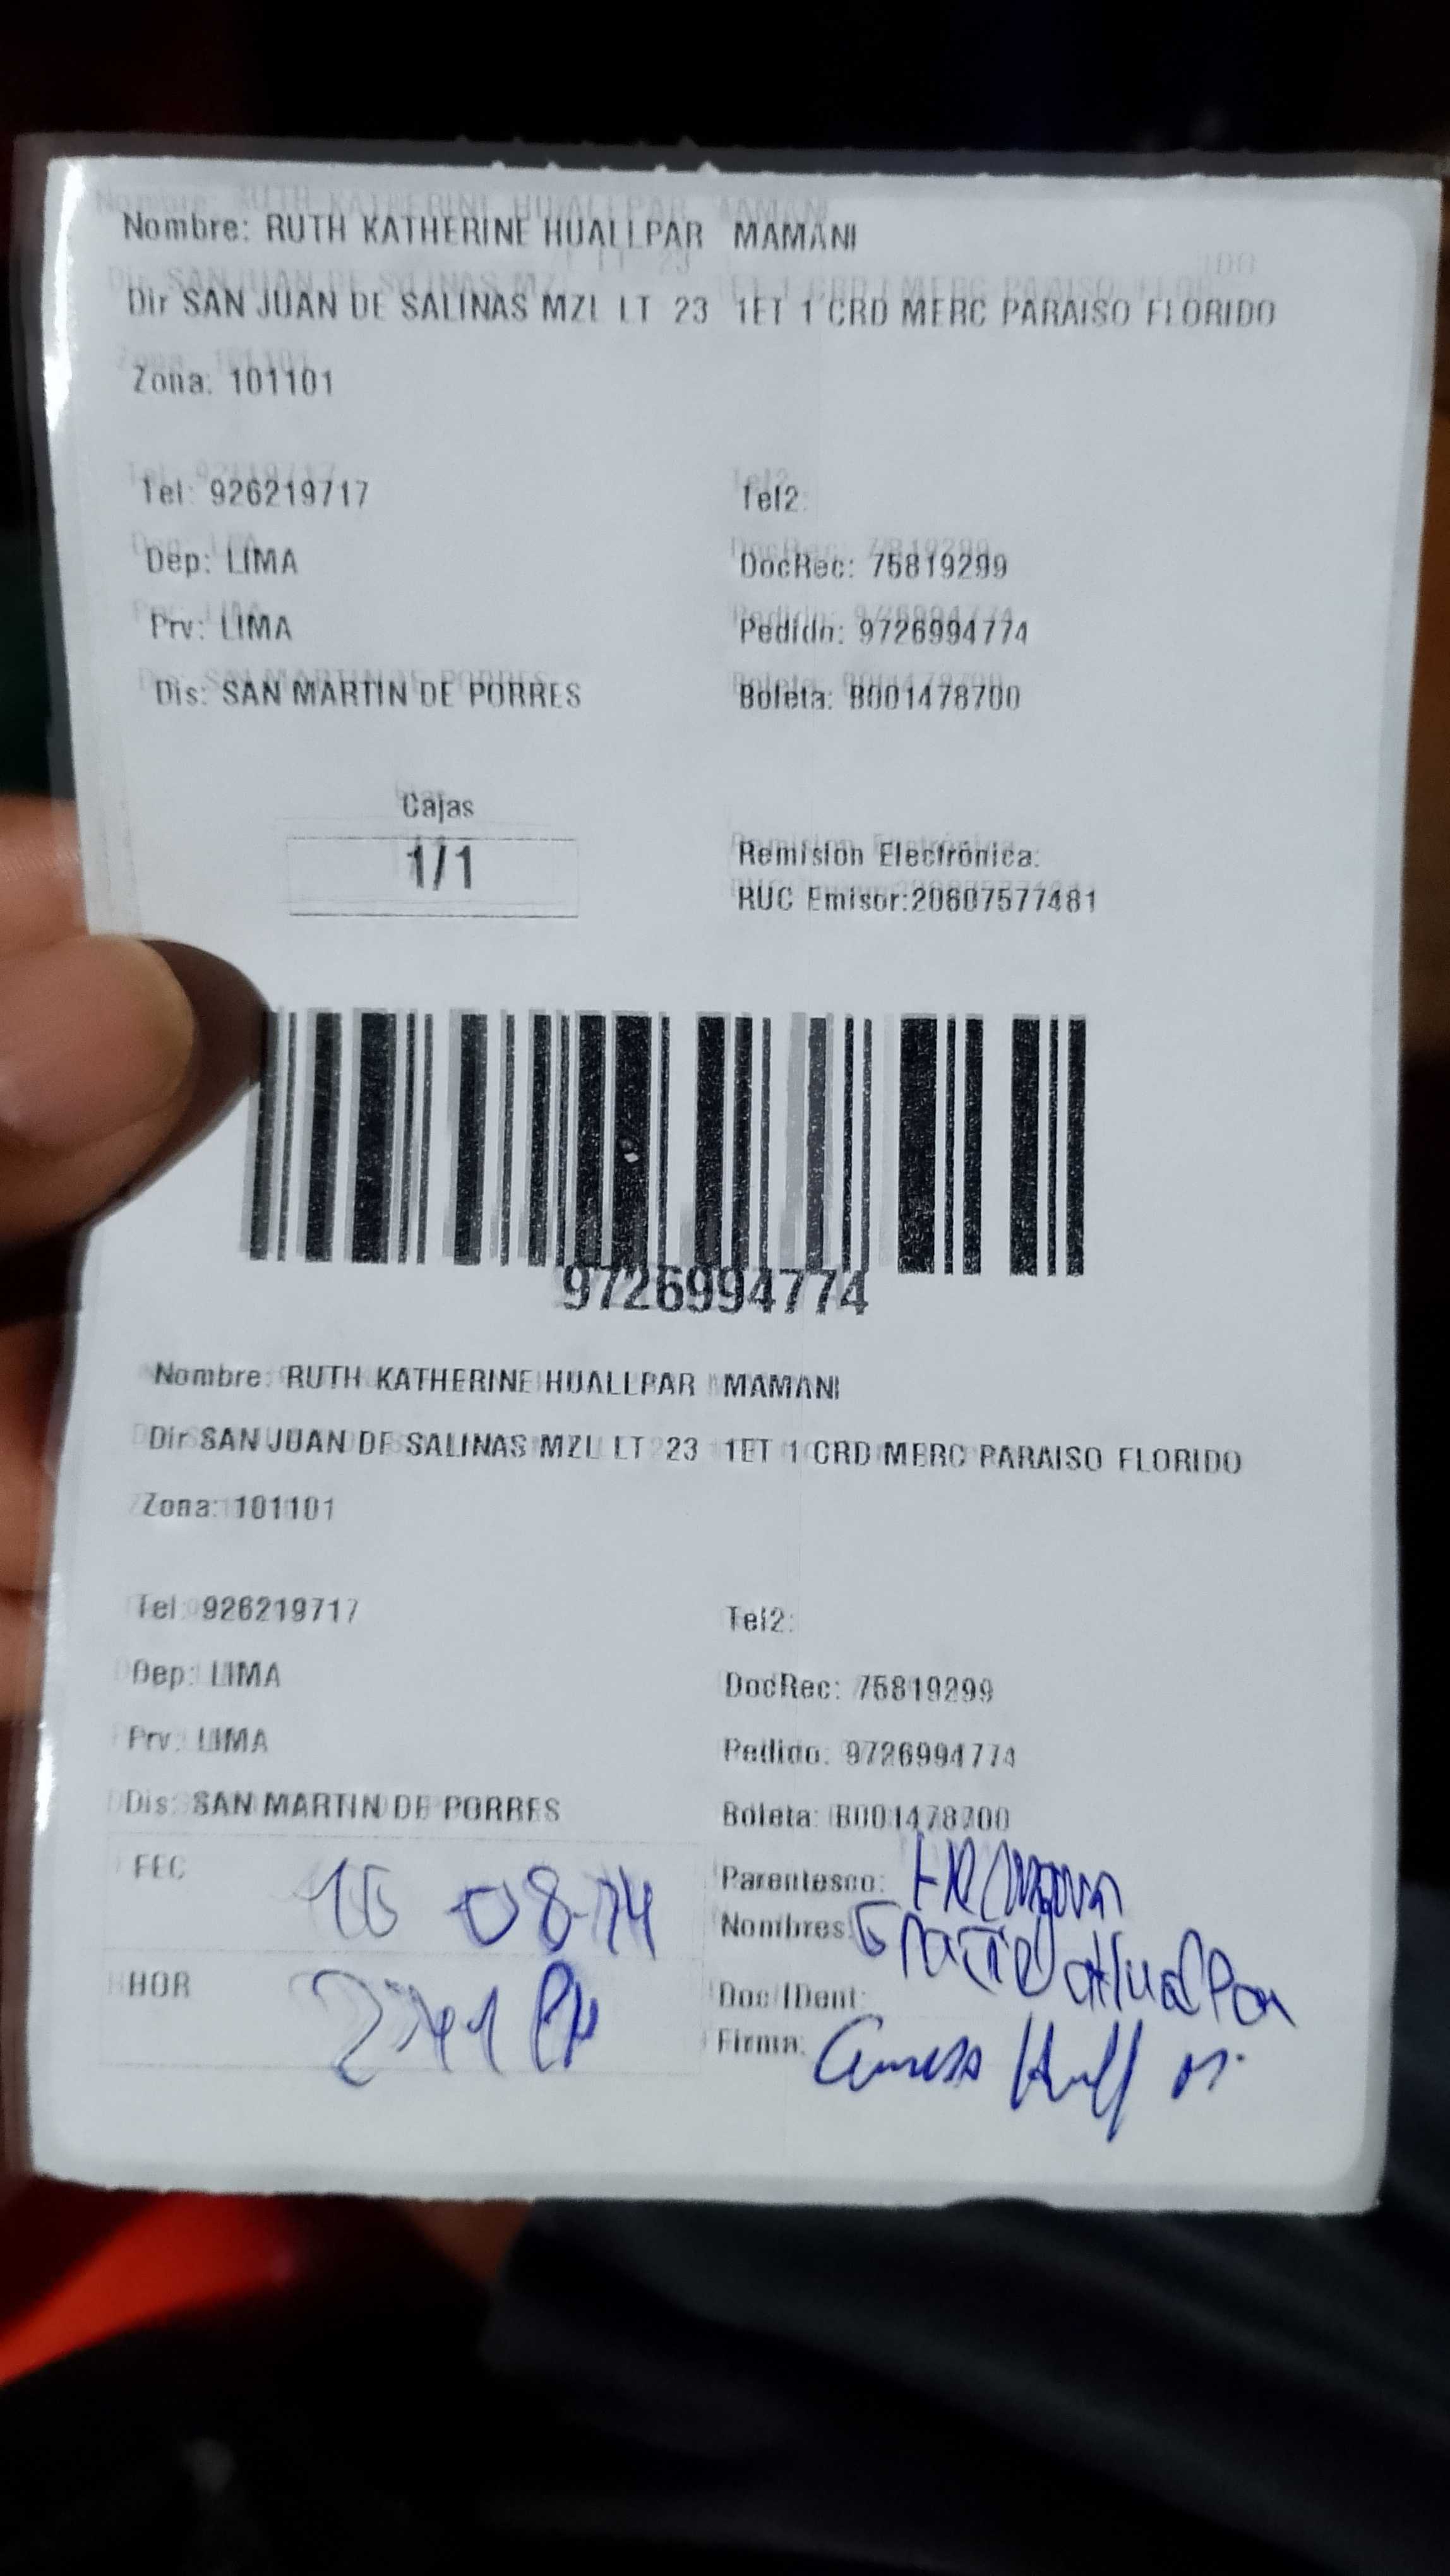 Nombre: RUTH KATHERINE HUALLPAR MAMANI
Dir SAN JUAN DE SALINAS MZL LT 23 1ET 1 CRD MERC PARAISO FLORIDO
Zona: 101101
Tel: 926219717 Tel2:
Dep: LIMA DocRec: 75819299
Prv: LIMA Pedido: 9726994774
Dis: SAN MARTIN DE PORRES Boleta: B001478700
Cajas
1/1
Remision Electrónica:
RUC Emisor:20607577481
9726994774
Nombre: RUTH KATHERINE HUALLPAR MAMANI
Dir SAN JUAN DE SALINAS MZL LT 23 1ET 1 CRD MERC PARAISO FLORIDO
Zona: 101101
Tel: 926219717 Tel2:
Dep: LIMA DocRec: 75819299
Prv: LIMA Pedido: 9726994774
Dis: SAN MARTIN DE PORRES Boleta: B001478700
FEC 16 08-24
Parentesco: Hermana
Nombres:
HOR
Doc IDent:
Firma: